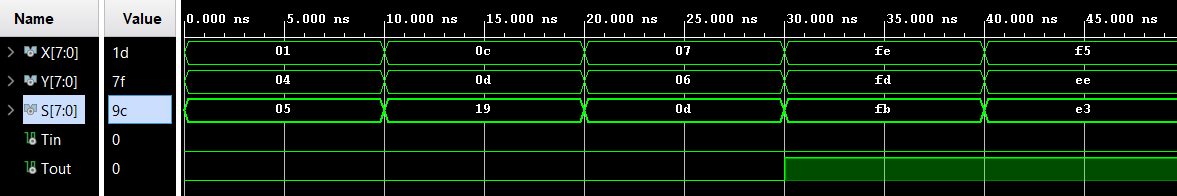 Name Value 0.000 ns 5.000 ns 10.000 ns 15.000 ns 20.000 ns 25.000 ns 30.000 ns 35.000 ns 40.000 ns 45.000 ns
X[7:0] 1d 01 0c 07 fe f5
Y[7:0] 7f 04 0d 06 fd ee
S[7:0] 9c 05 19 0d fb e3
Tin 0
Tout 0